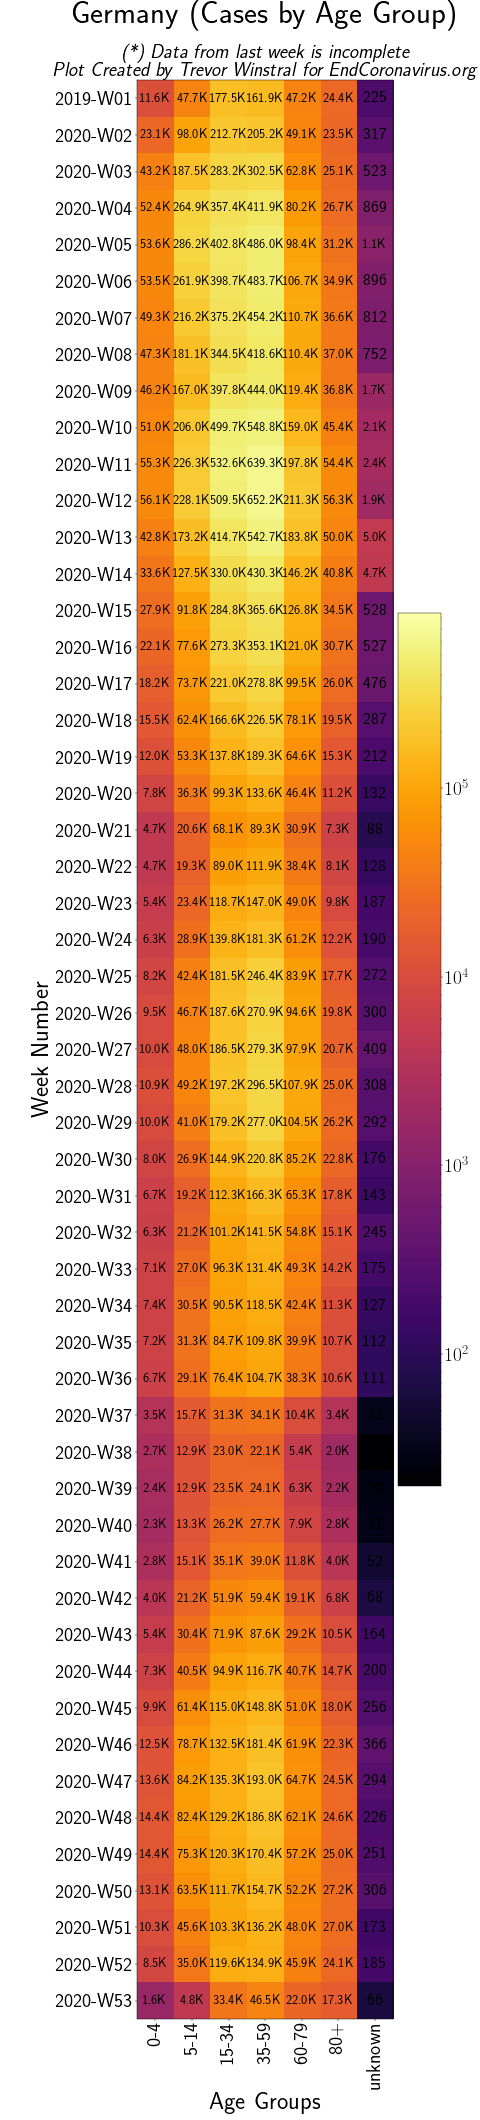 Germany (Cases by Age Group)
(*) Data from last week is incomplete
Plot Created by Trevor Winstral for EndCoronavirus.org
2019-W01 11.6K 47.7K 177.5K 161.9K 47.2K 24.4K 225
2020-W02 23.1K 98.0K 212.7K 205.2K 49.1K 23.5K 317
2020-W03 43.2K 187.5K 283.2K 302.5K 62.8K 25.1K 523
2020-W04 52.4K 264.9K 357.4K 411.9K 80.2K 26.7K 869
2020-W05 53.6K 286.2K 402.8K 486.0K 98.4K 31.2K 1.1K
2020-W06 53.5K 261.9K 398.7K 483.7K 106.7K 34.9K 896
2020-W07 49.3K 216.2K 375.2K 454.2K 110.7K 36.6K 812
2020-W08 47.3K 181.1K 344.5K 418.6K 110.4K 37.0K 752
2020-W09 46.2K 167.0K 397.8K 444.0K 119.4K 36.8K 1.7K
2020-W10 51.0K 206.0K 499.7K 548.8K 159.0K 45.4K 2.1K
2020-W11 55.3K 226.3K 532.6K 639.3K 197.8K 54.4K 2.4K
2020-W12 56.1K 228.1K 509.5K 652.2K 211.3K 56.3K 1.9K
2020-W13 42.8K 173.2K 414.7K 542.7K 183.8K 50.0K 5.0K
2020-W14 33.6K 127.5K 330.0K 430.3K 146.2K 40.8K 4.7K
2020-W15 27.9K 91.8K 284.8K 365.6K 126.8K 34.5K 528
2020-W16 22.1K 77.6K 273.3K 353.1K 121.0K 30.7K 527
2020-W17 18.2K 73.7K 221.0K 278.8K 99.5K 26.0K 476
2020-W18 15.5K 62.4K 166.6K 226.5K 78.1K 19.5K 287
2020-W19 12.0K 53.3K 137.8K 189.3K 64.6K 15.3K 212
2020-W20 7.8K 36.3K 99.3K 133.6K 46.4K 11.2K 132
2020-W21 4.7K 20.6K 68.1K 89.3K 30.9K 7.3K 88
2020-W22 4.7K 19.3K 89.0K 111.9K 38.4K 8.1K 128
2020-W23 5.4K 23.4K 118.7K 147.0K 49.0K 9.8K 187
2020-W24 6.3K 28.9K 139.8K 181.3K 61.2K 12.2K 190
2020-W25 8.2K 42.4K 181.5K 246.4K 83.9K 17.7K 272
2020-W26 9.5K 46.7K 187.6K 270.9K 94.6K 19.8K 300
2020-W27 10.0K 48.0K 186.5K 279.3K 97.9K 20.7K 409
2020-W28 10.9K 49.2K 197.2K 296.5K 107.9K 25.0K 308
2020-W29 10.0K 41.0K 179.2K 277.0K 104.5K 26.2K 292
2020-W30 8.0K 26.9K 144.9K 220.8K 85.2K 22.8K 176
2020-W31 6.7K 19.2K 112.3K 166.3K 65.3K 17.8K 143
2020-W32 6.3K 21.2K 101.2K 141.5K 54.8K 15.1K 245
2020-W33 7.1K 27.0K 96.3K 131.4K 49.3K 14.2K 175
2020-W34 7.4K 30.5K 90.5K 118.5K 42.4K 11.3K 127
2020-W35 7.2K 31.3K 84.7K 109.8K 39.9K 10.7K 112
2020-W36 6.7K 29.1K 76.4K 104.7K 38.3K 10.6K 111
2020-W37 3.5K 15.7K 31.3K 34.1K 10.4K 3.4K
2020-W38 2.7K 12.9K 23.0K 22.1K 5.4K 2.0K
2020-W39 2.4K 12.9K 23.5K 24.1K 6.3K 2.2K
2020-W40 2.3K 13.3K 26.2K 27.7K 7.9K 2.8K
2020-W41 2.8K 15.1K 35.1K 39.0K 11.8K 4.0K 52
2020-W42 4.0K 21.2K 51.9K 59.4K 19.1K 6.8K 68
2020-W43 5.4K 30.4K 71.9K 87.6K 29.2K 10.5K 164
2020-W44 7.3K 40.5K 94.9K 116.7K 40.7K 14.7K 200
2020-W45 9.9K 61.4K 115.0K 148.8K 51.0K 18.0K 256
2020-W46 12.5K 78.7K 132.5K 181.4K 61.9K 22.3K 366
2020-W47 13.6K 84.2K 135.3K 193.0K 64.7K 24.5K 294
2020-W48 14.4K 82.4K 129.2K 186.8K 62.1K 24.6K 226
2020-W49 14.4K 75.3K 120.3K 170.4K 57.2K 25.0K 251
2020-W50 13.1K 63.5K 111.7K 154.7K 52.2K 27.2K 306
2020-W51 10.3K 45.6K 103.3K 136.2K 48.0K 27.0K 173
2020-W52 8.5K 35.0K 119.6K 134.9K 45.9K 24.1K 185
2020-W53 1.6K 4.8K 33.4K 46.5K 22.0K 17.3K 66
0-4 5-14 15-34 35-59 60-79 80+ unknown
Age Groups
Week Number
10⁵
10⁴
10³
10²